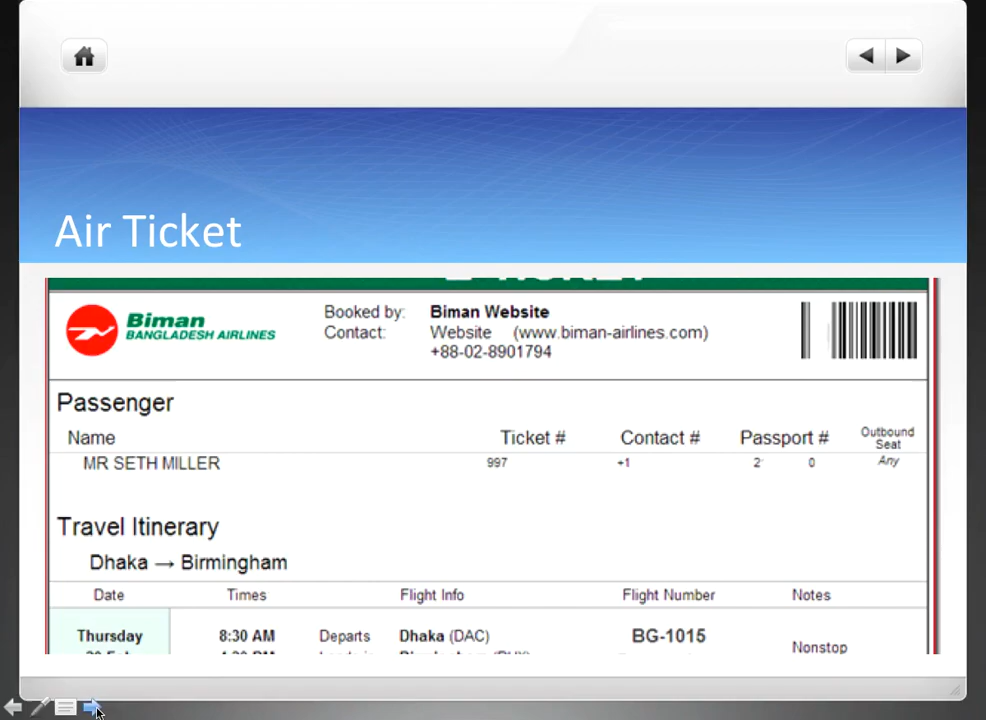 Air Ticket
Biman
BANGLADESH AIRLINES
Booked by: Biman Website
Contact: Website (www.biman-airlines.com)
+88-02-8901794
Passenger
Name Ticket # Contact # Passport # Outbound Seat
MR SETH MILLER 997 +1 2 0 Any
Travel Itinerary
Dhaka → Birmingham
Date Times Flight Info Flight Number Notes
Thursday 8:30 AM Departs Dhaka (DAC) BG-1015 Nonstop